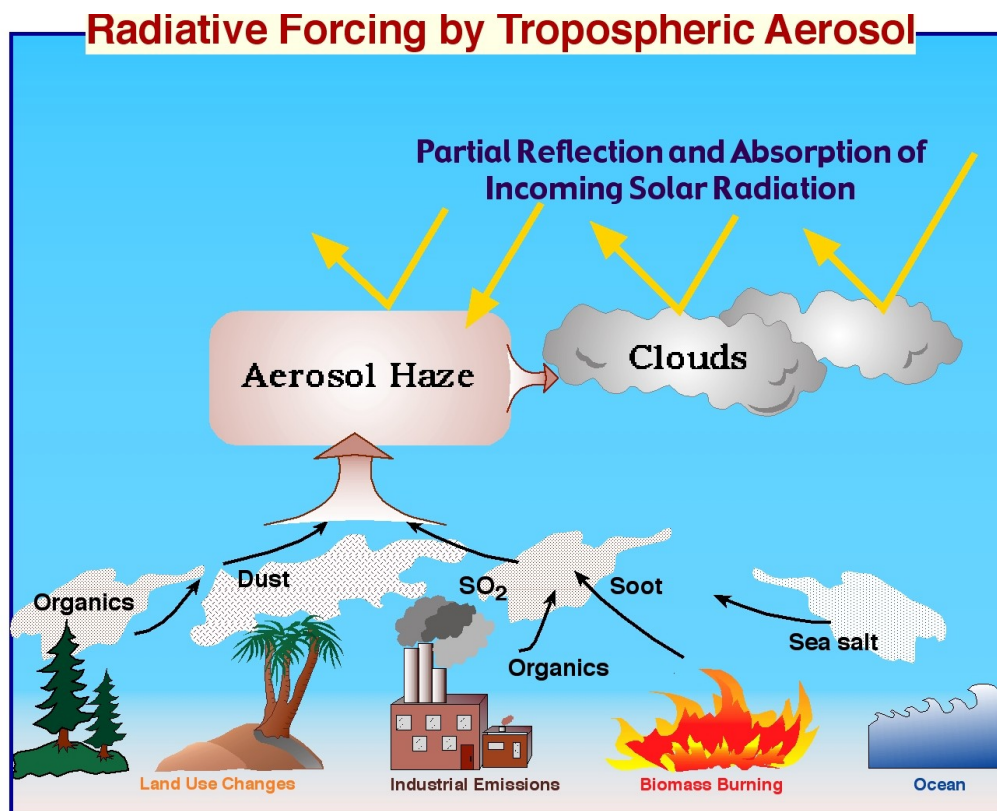 Radiative Forcing by Tropospheric Aerosol
Partial Reflection and Absorption of
Incoming Solar Radiation
Aerosol Haze
Clouds
Organics
Dust
SO2
Soot
Organics
Sea salt
Land Use Changes
Industrial Emissions
Biomass Burning
Ocean